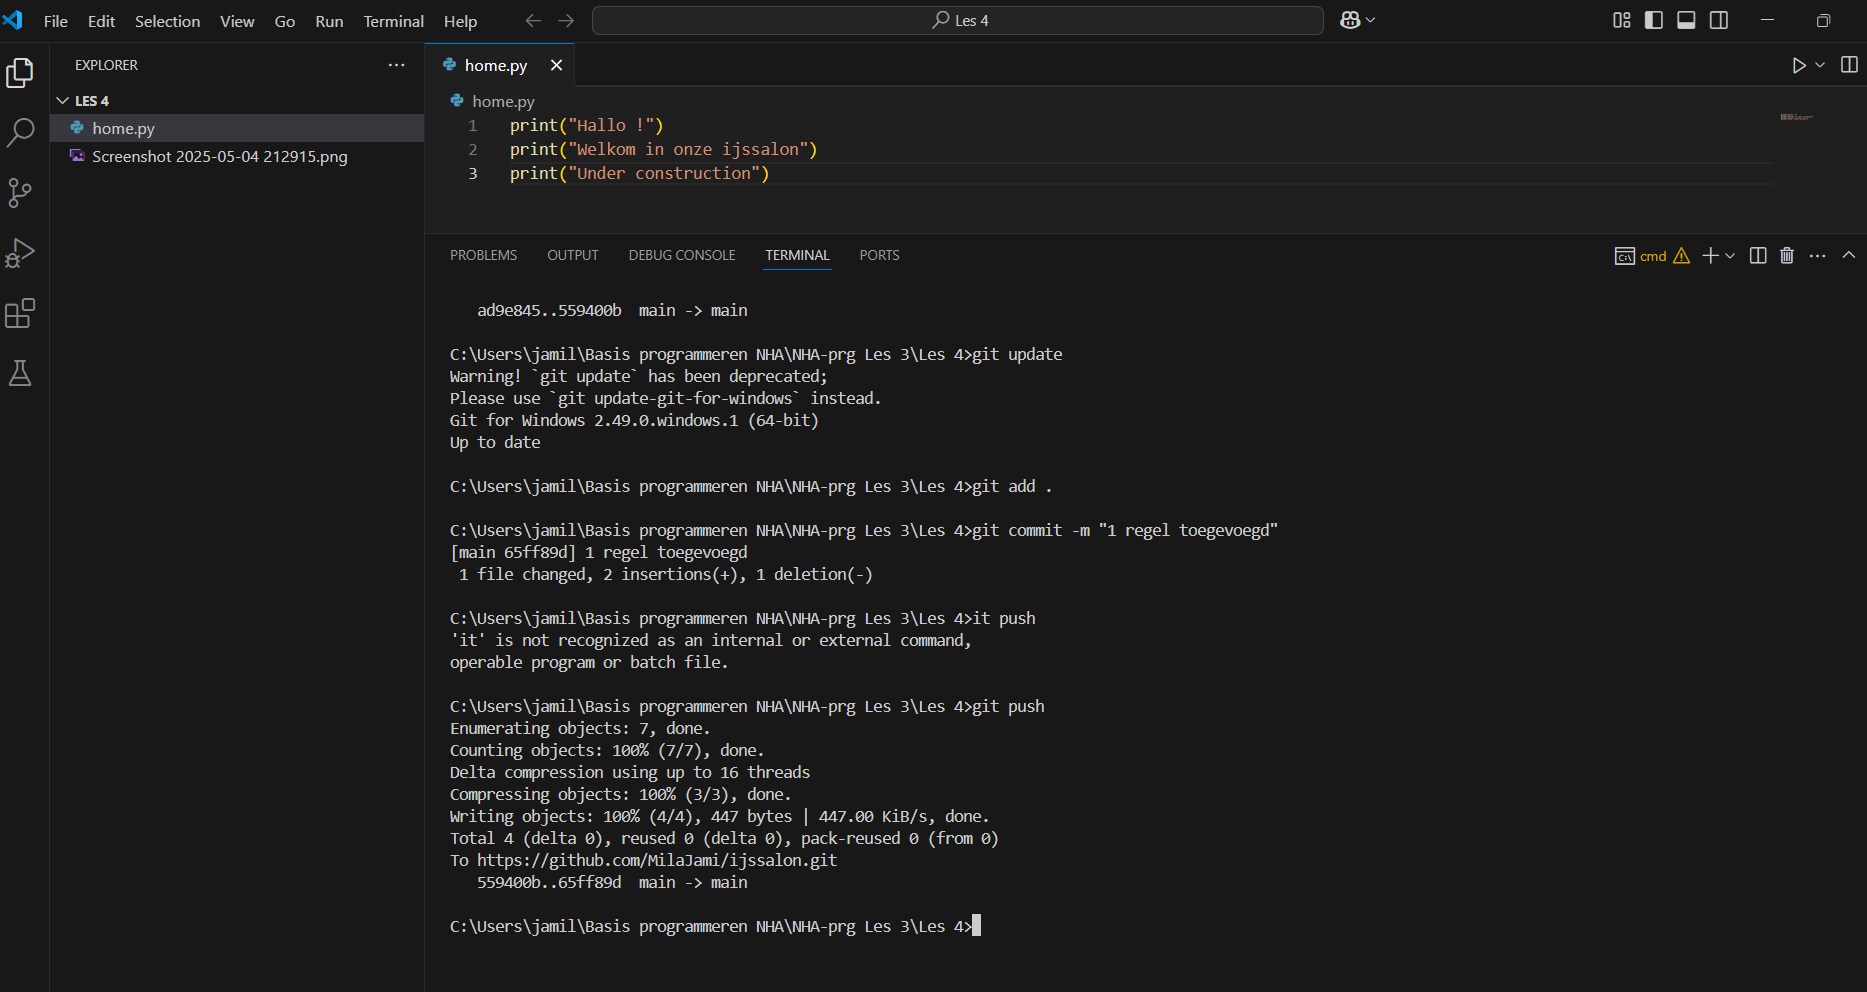 File Edit Selection View Go Run Terminal Help
Les 4
EXPLORER
LES 4
home.py
Screenshot 2025-05-04 212915.png
home.py
home.py
1 print("Hallo !")
2 print("Welkom in onze ijssalon")
3 print("Under construction")
PROBLEMS OUTPUT DEBUG CONSOLE TERMINAL PORTS
cmd
ad9e845..559400b  main -> main
C:\Users\jamil\Basis programmeren NHA\NHA-prg Les 3\Les 4>git update
Warning! `git update` has been deprecated;
Please use `git update-git-for-windows` instead.
Git for Windows 2.49.0.windows.1 (64-bit)
Up to date
C:\Users\jamil\Basis programmeren NHA\NHA-prg Les 3\Les 4>git add .
C:\Users\jamil\Basis programmeren NHA\NHA-prg Les 3\Les 4>git commit -m "1 regel toegevoegd"
[main 65ff89d] 1 regel toegevoegd
1 file changed, 2 insertions(+), 1 deletion(-)
C:\Users\jamil\Basis programmeren NHA\NHA-prg Les 3\Les 4>it push
'it' is not recognized as an internal or external command,
operable program or batch file.
C:\Users\jamil\Basis programmeren NHA\NHA-prg Les 3\Les 4>git push
Enumerating objects: 7, done.
Counting objects: 100% (7/7), done.
Delta compression using up to 16 threads
Compressing objects: 100% (3/3), done.
Writing objects: 100% (4/4), 447 bytes | 447.00 KiB/s, done.
Total 4 (delta 0), reused 0 (delta 0), pack-reused 0 (from 0)
To https://github.com/MilaJami/ijssalon.git
559400b..65ff89d  main -> main
C:\Users\jamil\Basis programmeren NHA\NHA-prg Les 3\Les 4>